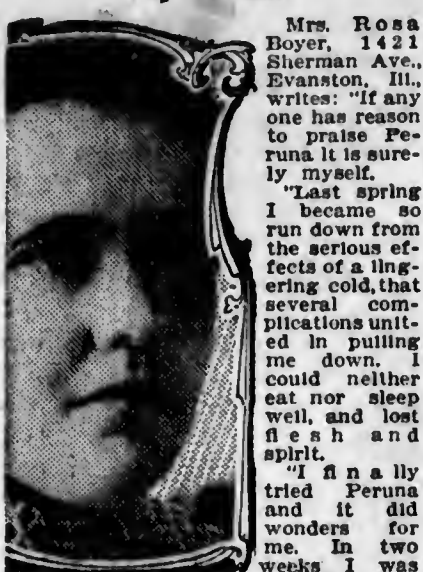 Mrs. Rosa
Boyer, 1421
Sherman Ave.,
Evanston, Ill.,
writes: "If any
one has reason
to praise Pe-
runa it is sure-
ly myself.
"Last spring
I became so
run down from
the serious ef-
fects of a ling-
ering cold, that
several com-
plications unit-
ed in pulling
me down. I
could neither
eat nor sleep
well, and lost
flesh and
spirit.
"I finally
tried Peruna
and it did
wonders for
me. In two
weeks I was